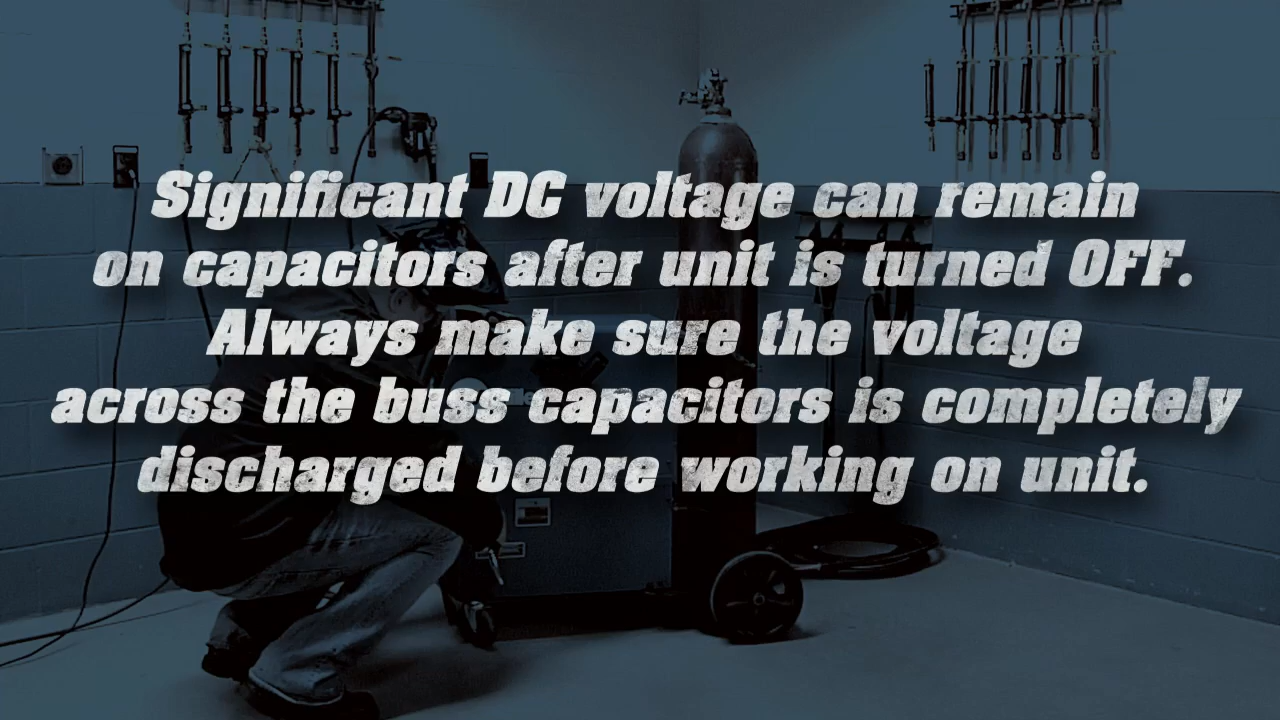 Significant DC voltage can remain
on capacitors after unit is turned OFF.
Always make sure the voltage
across the buss capacitors is completely
discharged before working on unit.